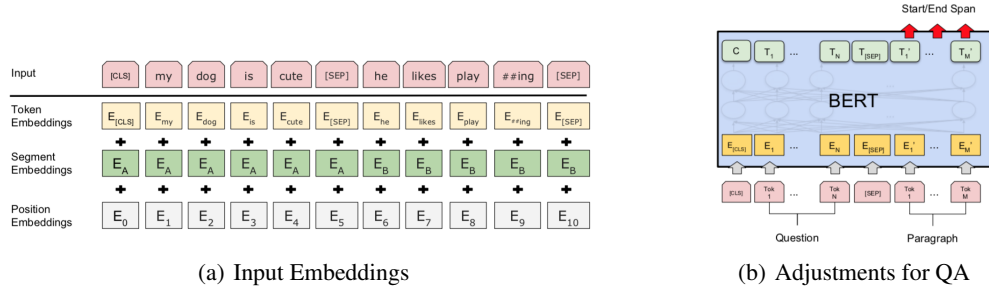 Input [CLS] my dog is cute [SEP] he likes play ##ing [SEP]
Token
Embeddings
E[CLS] Emy Edog Eis Ecute E[SEP] Ehe Elikes Eplay E##ing E[SEP]
+ + + + + + + + + + +
Segment
Embeddings
EA EA EA EA EA EA EB EB EB EB EB
+ + + + + + + + + + +
Position
Embeddings
E0 E1 E2 E3 E4 E5 E6 E7 E8 E9 E10
(a) Input Embeddings
Start/End Span
C T1 ... TN T[SEP] T1' ... TM'
BERT
E[CLS] E1 ... EN E[SEP] E1' ... EM'
[CLS] Tok 1 ... Tok N [SEP] Tok 1 ... Tok M
Question Paragraph
(b) Adjustments for QA